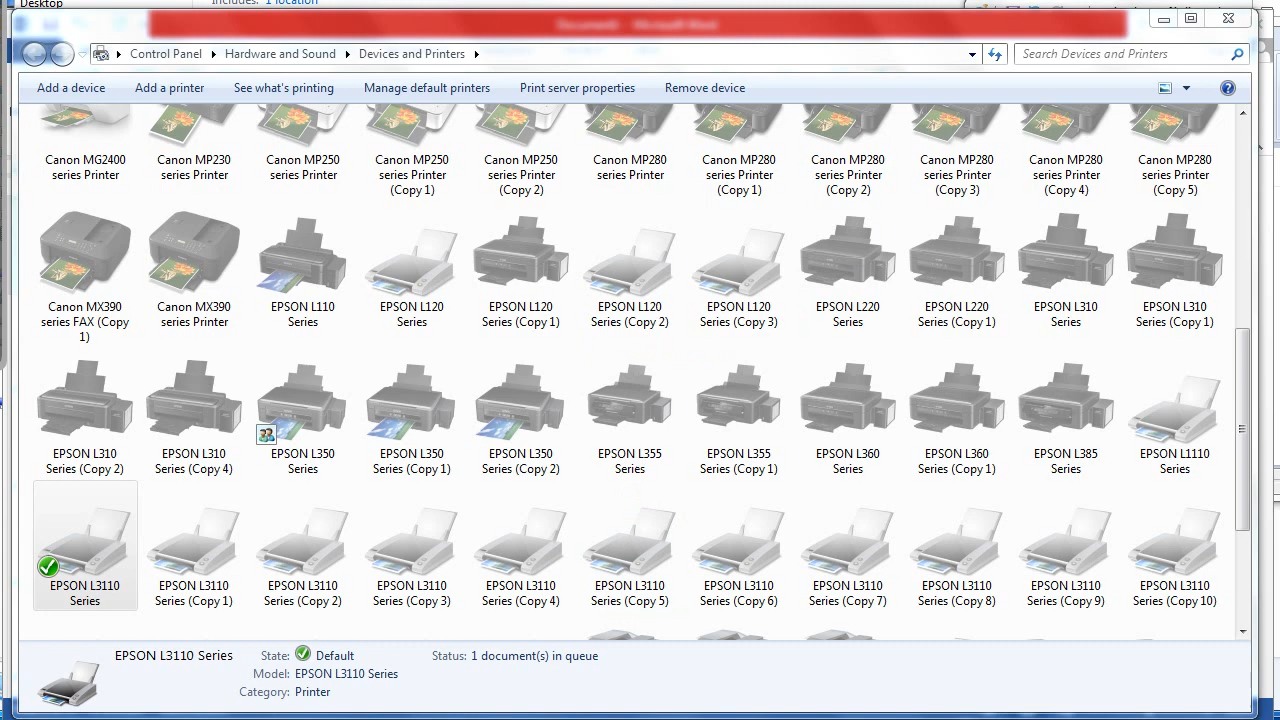 Desktop
Includes: 1 location
Document1 - Microsoft Word
Control Panel Hardware and Sound Devices and Printers
Search Devices and Printers
Add a device Add a printer See what's printing Manage default printers Print server properties Remove device
Canon MG2400 Canon MP230 Canon MP250 Canon MP250 Canon MP250 Canon MP280 Canon MP280 Canon MP280 Canon MP280 Canon MP280 Canon MP280
series Printer series Printer series Printer series Printer series Printer series Printer series Printer series Printer series Printer series Printer series Printer
(Copy 1) (Copy 2) (Copy 1) (Copy 2) (Copy 3) (Copy 4) (Copy 5)
Canon MX390 Canon MX390 EPSON L110 EPSON L120 EPSON L120 EPSON L120 EPSON L120 EPSON L220 EPSON L220 EPSON L310 EPSON L310
series FAX (Copy series Printer Series Series Series (Copy 1) Series (Copy 2) Series (Copy 3) Series Series (Copy 1) Series Series (Copy 1)
1)
EPSON L310 EPSON L310 EPSON L350 EPSON L350 EPSON L350 EPSON L355 EPSON L355 EPSON L360 EPSON L360 EPSON L385 EPSON L1110
Series (Copy 2) Series (Copy 4) Series Series (Copy 1) Series (Copy 2) Series Series (Copy 1) Series Series (Copy 1) Series Series
EPSON L3110 EPSON L3110 EPSON L3110 EPSON L3110 EPSON L3110 EPSON L3110 EPSON L3110 EPSON L3110 EPSON L3110 EPSON L3110 EPSON L3110
Series Series (Copy 1) Series (Copy 2) Series (Copy 3) Series (Copy 4) Series (Copy 5) Series (Copy 6) Series (Copy 7) Series (Copy 8) Series (Copy 9) Series (Copy 10)
EPSON L3110 Series State: Default Status: 1 document(s) in queue
Model: EPSON L3110 Series
Category: Printer